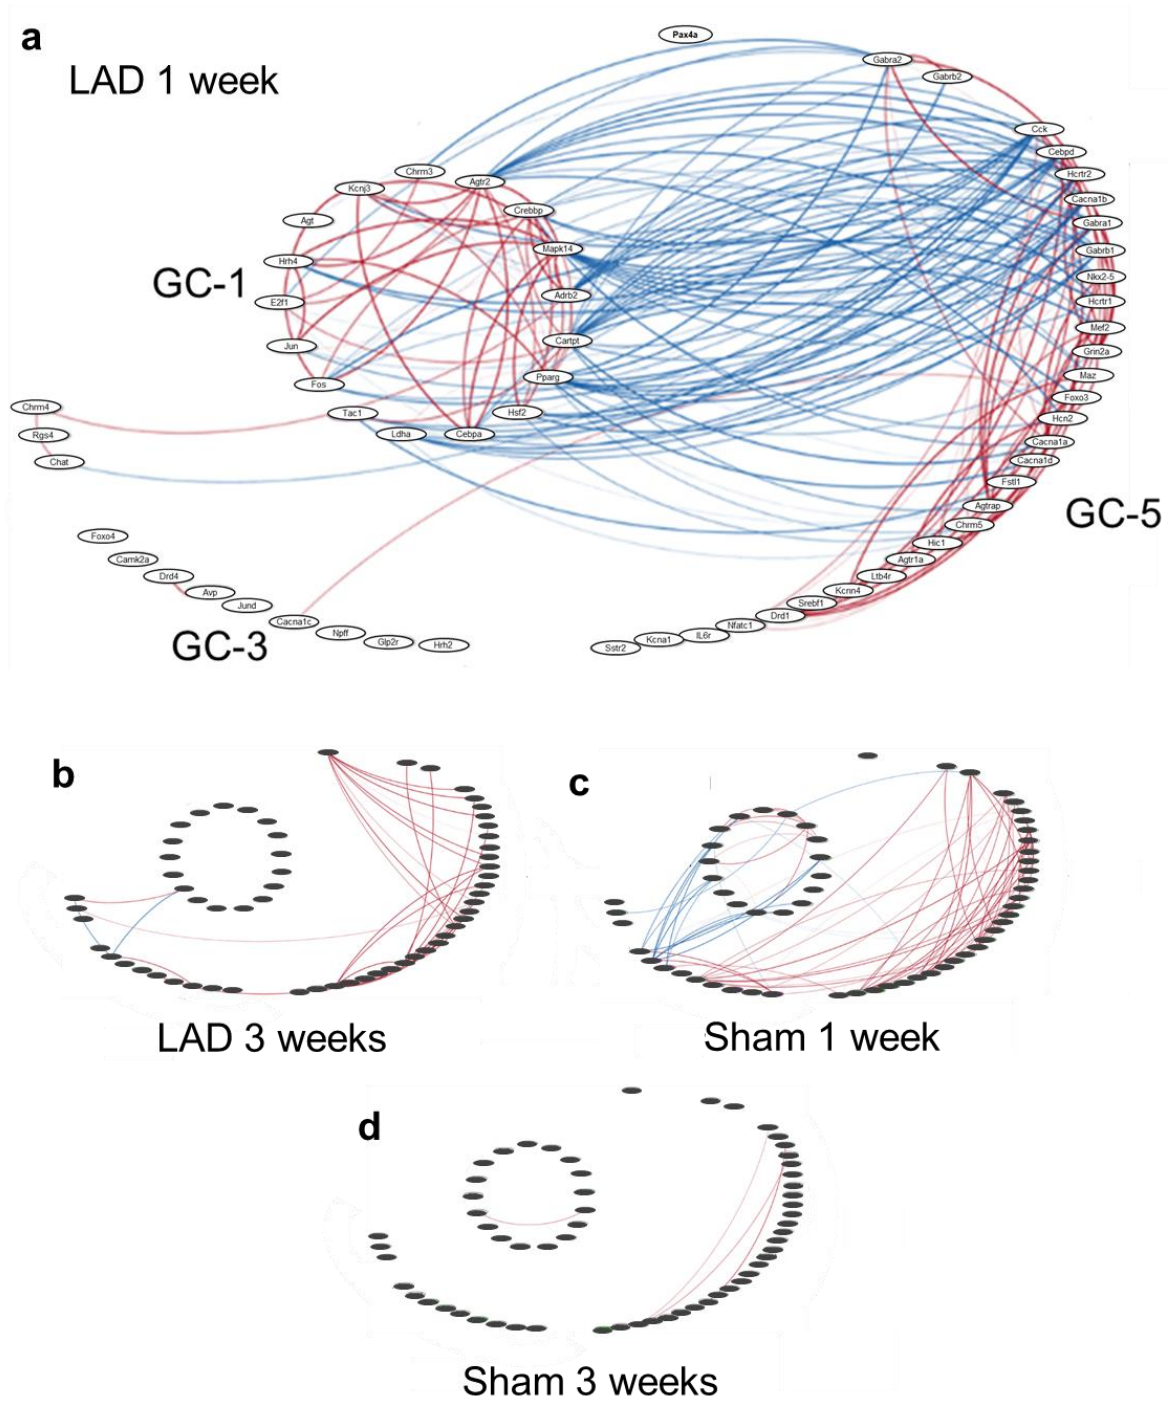 a
LAD 1 week
Pax4a
Gabra2
Gabrb2
Cck
Cebpd
Hcrtr2
Cacna1b
Gabra1
Gabrb1
Nkx2-5
Hcrtr1
Mef2
Grin2a
Maz
Foxo3
Hcn2
Cacna1a
Cacna1d
Fstl1
Agtrap
Chrm5
Hic1
Agtr1a
Ltb4r
Kcnn4
Srebf1
Drd1
Nfatc1
IL6r
Kcna1
Sstr2
GC-5
Chrm3
Agtr2
Kcnj3
Crebbp
Agt
Mapk14
Hrh4
GC-1
Adrb2
E2f1
Cartpt
Jun
Pparg
Fos
Hsf2
Tac1
Ldha
Cebpa
Chrm4
Rgs4
Chat
Foxo4
Camk2a
Drd4
Avp
Jund
Cacna1c
Npff
Glp2r
Hrh2
GC-3
b
LAD 3 weeks
c
Sham 1 week
d
Sham 3 weeks